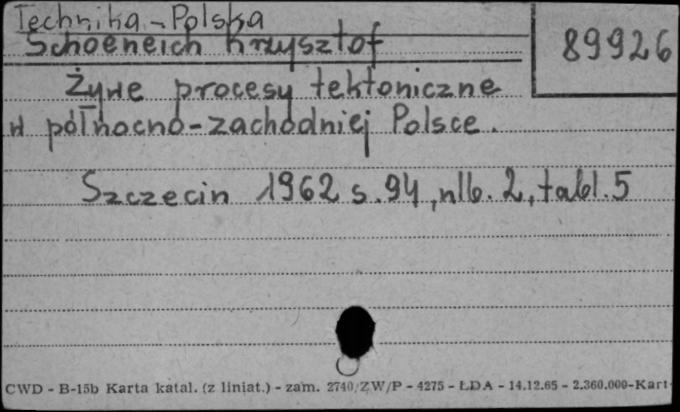 Technika - Polska
Schoeneich Krzysztof
89926
Żywe procesy tektoniczne
w północno-zachodniej Polsce.
Szczecin 1962 s. 94, nlb. 2, tabl. 5
CWD - B-15b Karta katal. (z liniat.) - zam. 2740/ZW/P - 4275 - ŁDA - 14.12.65 - 2.360.000-Kart